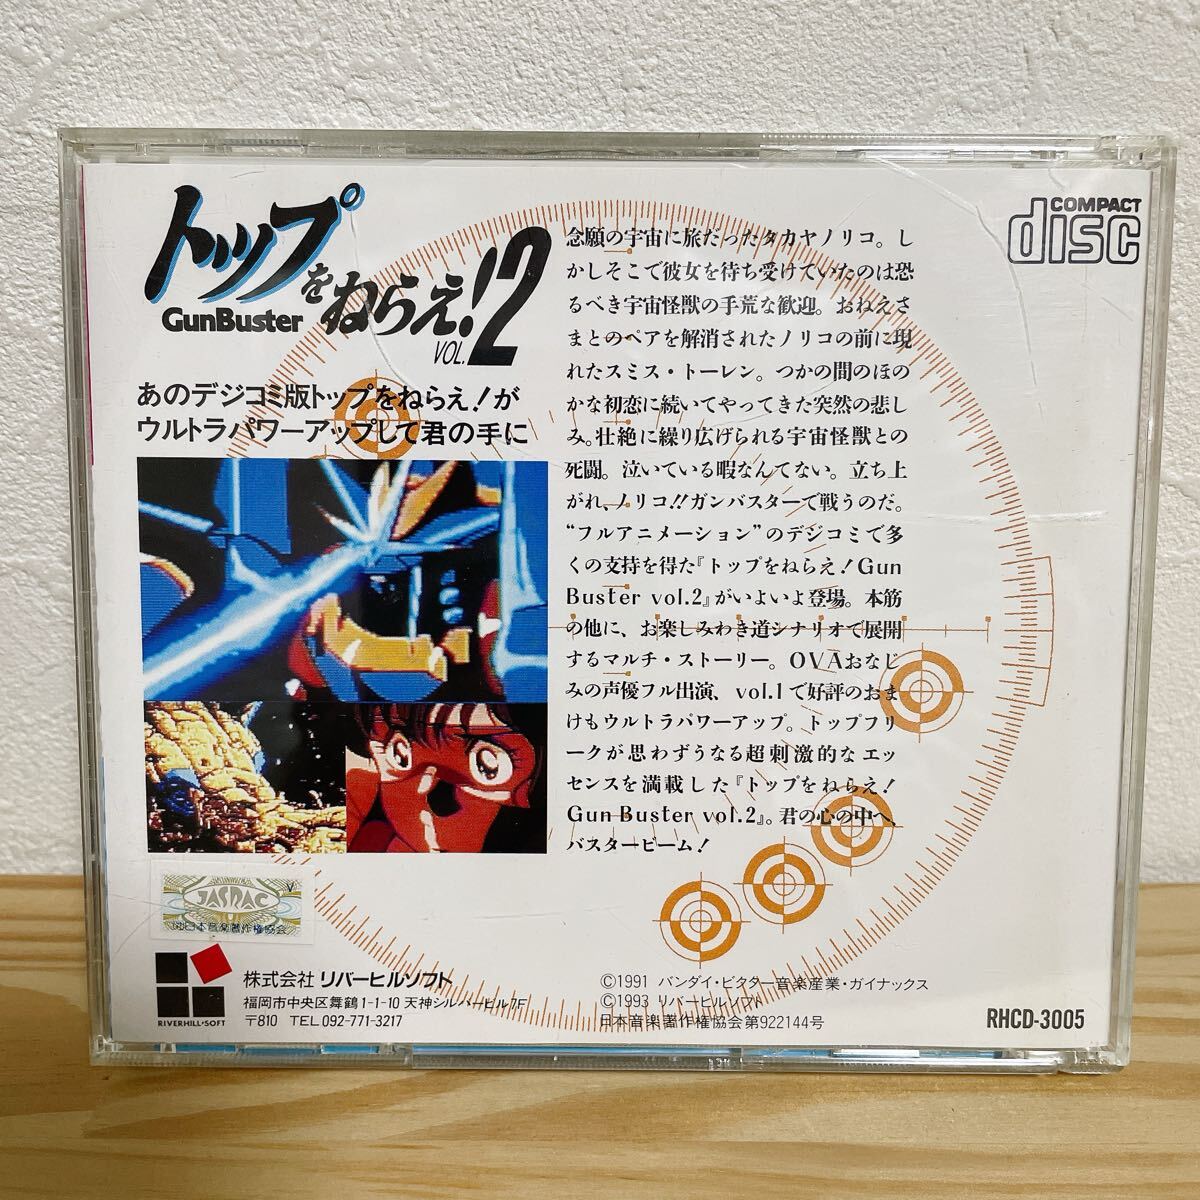 トップをねらえ!2
GunBuster
VOL.
あのデジコミ版トップをねらえ!が
ウルトラパワーアップして君の手に
COMPACT
disc
念願の宇宙に旅だったタカヤノリコ。し
かしそこで彼女を待ち受けていたのは恐
るべき宇宙怪獣の手荒な歓迎。おねえさ
まとのペアを解消されたノリコの前に現
れたスミス・トーレン。つかの間のほの
かな初恋に続いてやってきた突然の悲し
み。壮絶に繰り広げられる宇宙怪獣との
死闘。泣いている暇なんてない。立ち上
がれ、ノリコ!!ガンバスターで戦うのだ。
“フルアニメーション”のデジコミで多
くの支持を得た『トップをねらえ!Gun
Buster vol.2』がいよいよ登場。本筋
の他に、お楽しみわき道シナリオで展開
するマルチ・ストーリー。OVAおなじ
みの声優フル出演、vol.1で好評のおま
けもウルトラパワーアップ。トップフリ
ークが思わずうなる超刺激的なエッ
センスを満載した『トップをねらえ!
Gun Buster vol.2』。君の心の中へ、
バスタービーム!
V
JASRAC
(社)日本音楽著作権協会
RIVERHILL・SOFT
株式会社 リバーヒルソフト
福岡市中央区舞鶴1-1-10 天神シルバービル7F
〒810 TEL 092-771-3217
©1991 バンダイ・ビクター音楽産業・ガイナックス
©1993 リバーヒルソフト
日本音楽著作権協会第922144号
RHCD-3005